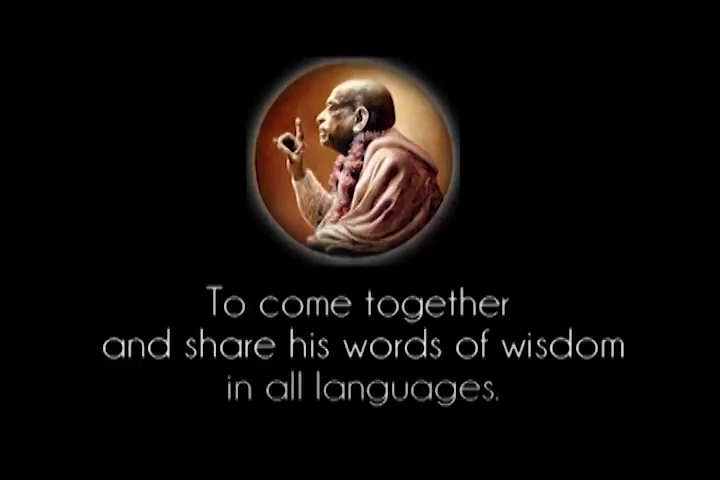 To come together
and share his words of wisdom
in all languages.